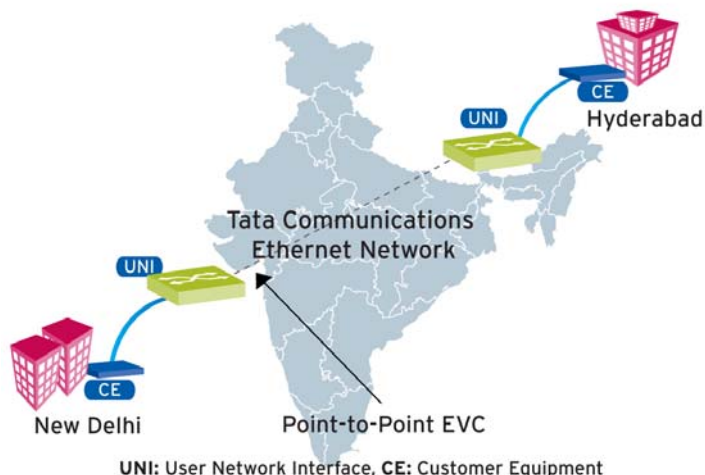 CE
UNI
Hyderabad
Tata Communications
Ethernet Network
UNI
CE
New Delhi
Point-to-Point EVC
UNI: User Network Interface, CE: Customer Equipment